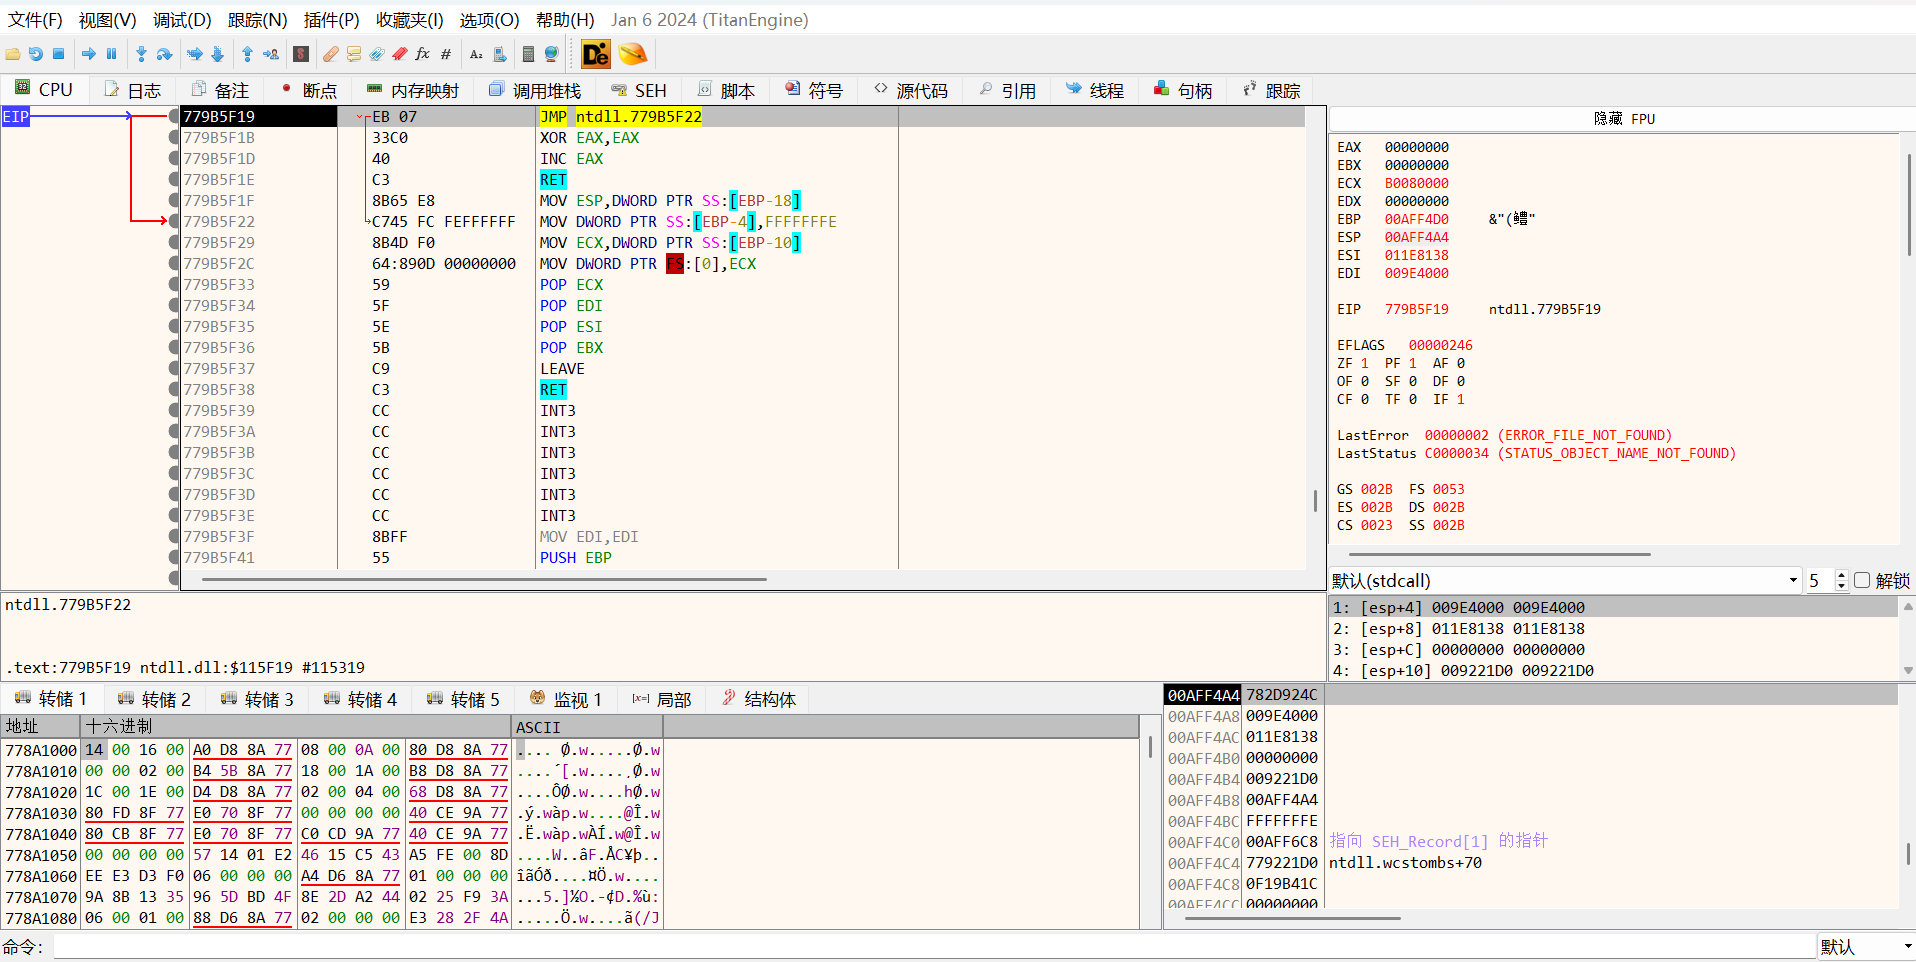 文件(F) 视图(V) 调试(D) 跟踪(N) 插件(P) 收藏夹(I) 选项(O) 帮助(H) Jan 6 2024 (TitanEngine)
CPU 日志 备注 断点 内存映射 调用堆栈 SEH 脚本 符号 源代码 引用 线程 句柄 跟踪
EIP
779B5F19 EB 07 JMP ntdll.779B5F22
779B5F1B 33C0 XOR EAX,EAX
779B5F1D 40 INC EAX
779B5F1E C3 RET
779B5F1F 8B65 E8 MOV ESP,DWORD PTR SS:[EBP-18]
779B5F22 C745 FC FEFFFFFF MOV DWORD PTR SS:[EBP-4],FFFFFFFE
779B5F29 8B4D F0 MOV ECX,DWORD PTR SS:[EBP-10]
779B5F2C 64:890D 00000000 MOV DWORD PTR FS:[0],ECX
779B5F33 59 POP ECX
779B5F34 5F POP EDI
779B5F35 5E POP ESI
779B5F36 5B POP EBX
779B5F37 C9 LEAVE
779B5F38 C3 RET
779B5F39 CC INT3
779B5F3A CC INT3
779B5F3B CC INT3
779B5F3C CC INT3
779B5F3D CC INT3
779B5F3E CC INT3
779B5F3F 8BFF MOV EDI,EDI
779B5F41 55 PUSH EBP
隐藏 FPU
EAX 00000000
EBX 00000000
ECX B0080000
EDX 00000000
EBP 00AFF4D0 &"(鳢"
ESP 00AFF4A4
ESI 011E8138
EDI 009E4000
EIP 779B5F19 ntdll.779B5F19
EFLAGS 00000246
ZF 1 PF 1 AF 0
OF 0 SF 0 DF 0
CF 0 TF 0 IF 1
LastError 00000002 (ERROR_FILE_NOT_FOUND)
LastStatus C0000034 (STATUS_OBJECT_NAME_NOT_FOUND)
GS 002B FS 0053
ES 002B DS 002B
CS 0023 SS 002B
默认(stdcall) 5 解锁
1: [esp+4] 009E4000 009E4000
2: [esp+8] 011E8138 011E8138
3: [esp+C] 00000000 00000000
4: [esp+10] 009221D0 009221D0
ntdll.779B5F22
.text:779B5F19 ntdll.dll:$115F19 #115319
转储 1 转储 2 转储 3 转储 4 转储 5 监视 1 [x=] 局部 结构体
地址 十六进制 ASCII
778A1000 14 00 16 00 A0 D8 8A 77 08 00 0A 00 80 D8 8A 77 .... Ø.w.....Ø.w
778A1010 00 00 02 00 B4 5B 8A 77 18 00 1A 00 B8 D8 8A 77 ....´[.w....¸Ø.w
778A1020 1C 00 1E 00 D4 D8 8A 77 02 00 04 00 68 D8 8A 77 ....ÔØ.w....hØ.w
778A1030 80 FD 8F 77 E0 70 8F 77 00 00 00 00 40 CE 9A 77 .ý.wàp.w....@Î.w
778A1040 80 CB 8F 77 E0 70 8F 77 C0 CD 9A 77 40 CE 9A 77 .Ë.wàp.wÀÍ.w@Î.w
778A1050 00 00 00 00 57 14 01 E2 46 15 C5 43 A5 FE 00 8D ....W..âF.ÅC¥þ..
778A1060 EE E3 D3 F0 06 00 00 00 A4 D6 8A 77 01 00 00 00 îãÓð....¤Ö.w....
778A1070 9A 8B 13 35 96 5D BD 4F 8E 2D A2 44 02 25 F9 3A ...5.]½O.-¢D.%ù:
778A1080 06 00 01 00 88 D6 8A 77 02 00 00 00 E3 28 2F 4A .....Ö.w....ã(/J
00AFF4A4 782D924C
00AFF4A8 009E4000
00AFF4AC 011E8138
00AFF4B0 00000000
00AFF4B4 009221D0
00AFF4B8 00AFF4A4
00AFF4BC FFFFFFFE
00AFF4C0 00AFF6C8 指向 SEH_Record[1] 的指针
00AFF4C4 779221D0 ntdll.wcstombs+70
00AFF4C8 0F19B41C
00AFF4CC 00000000
命令: 默认